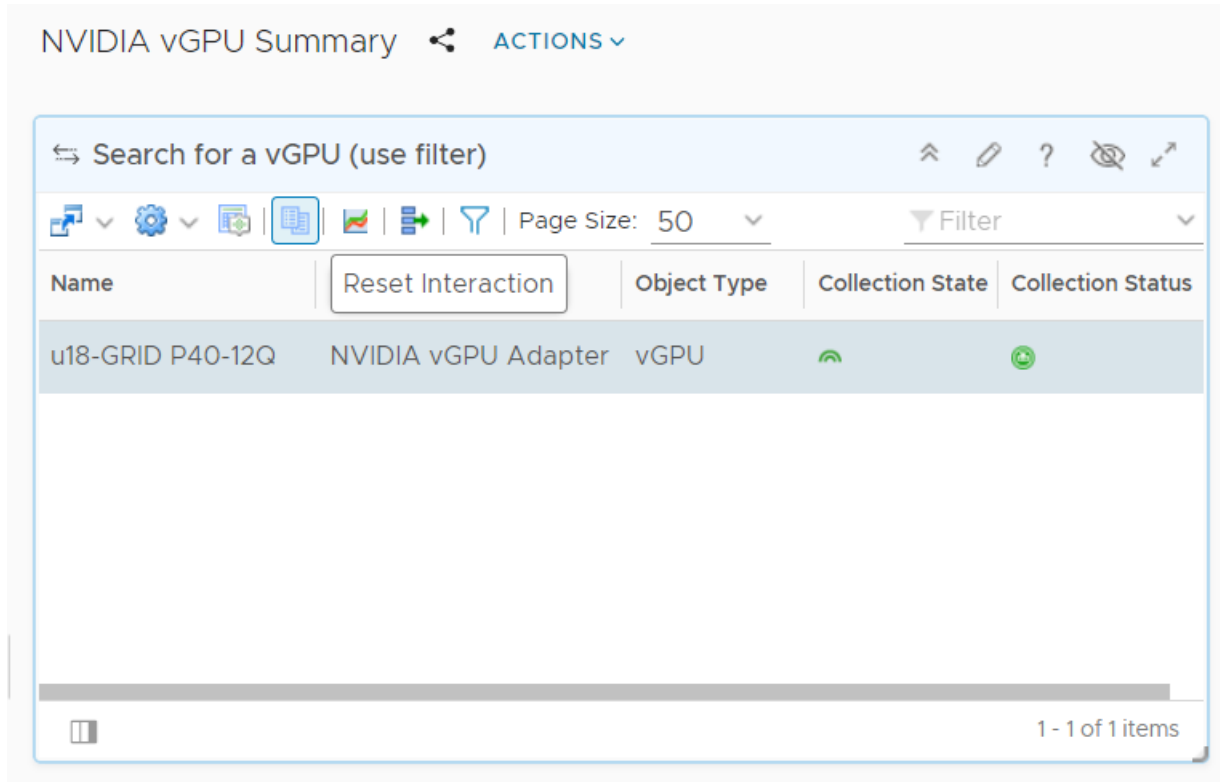 NVIDIA vGPU Summary ACTIONS
Search for a vGPU (use filter) ?
Page Size: 50 Filter
Name Reset Interaction Object Type Collection State Collection Status
u18-GRID P40-12Q NVIDIA vGPU Adapter vGPU
1 - 1 of 1 items